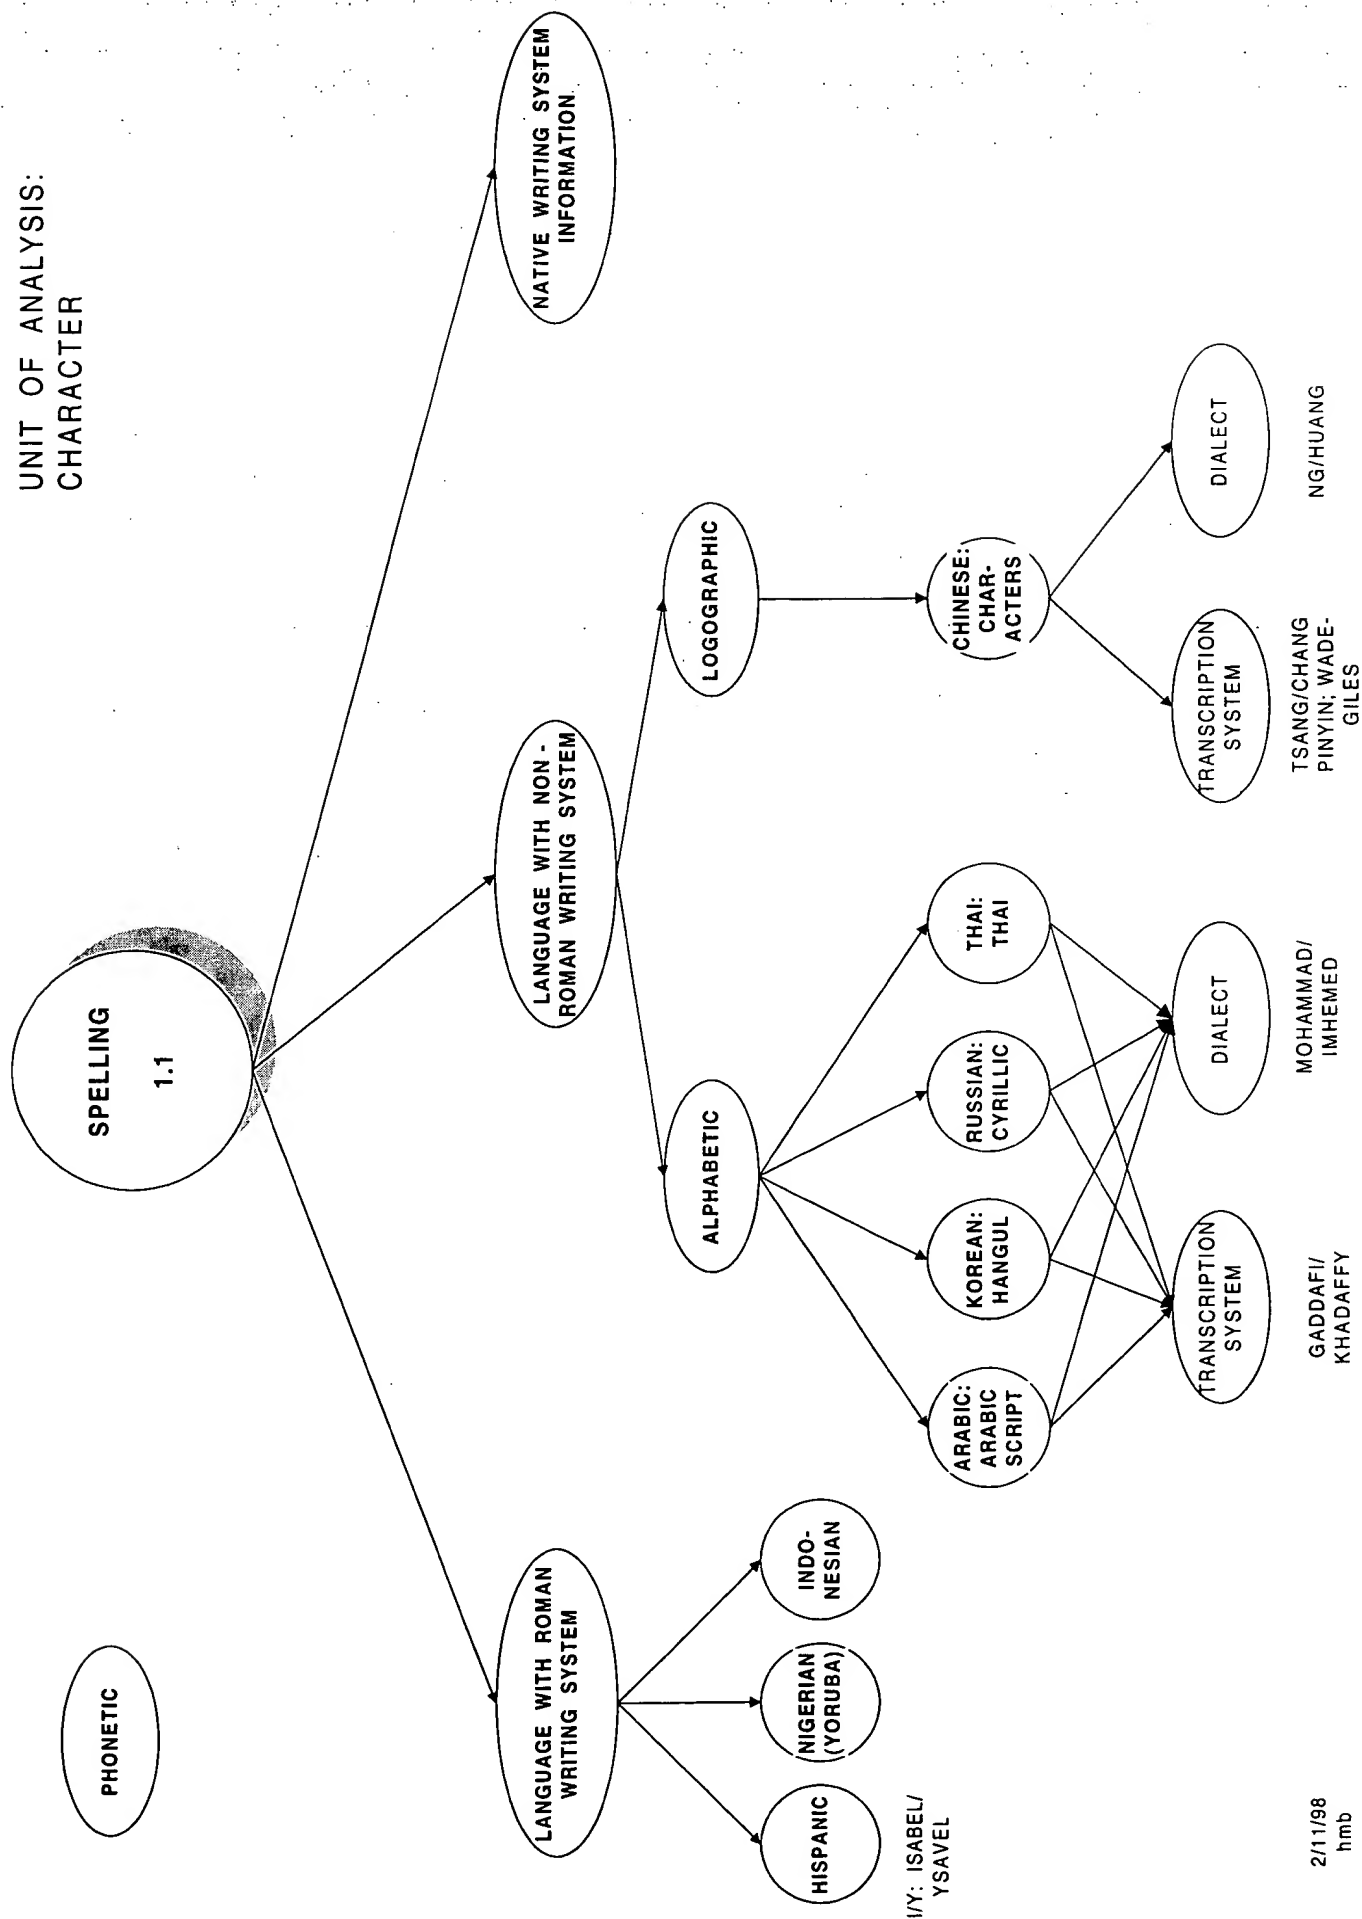 UNIT OF ANALYSIS:
CHARACTER
PHONETIC
SPELLING
1.1
LANGUAGE WITH ROMAN
WRITING SYSTEM
LANGUAGE WITH NON-
ROMAN WRITING SYSTEM
NATIVE WRITING SYSTEM
INFORMATION
ALPHABETIC
LOGOGRAPHIC
HISPANIC
NIGERIAN
(YORUBA)
INDO-
NESIAN
I/Y: ISABEL/
YSAVEL
ARABIC:
ARABIC
SCRIPT
KOREAN:
HANGUL
RUSSIAN:
CYRILLIC
THAI:
THAI
CHINESE:
CHAR-
ACTERS
TRANSCRIPTION
SYSTEM
DIALECT
TRANSCRIPTION
SYSTEM
DIALECT
GADDAFI/
KHADAFFY
MOHAMMAD/
IMHEMED
TSANG/CHANG
PINYIN; WADE-
GILES
NG/HUANG
2/11/98
hmb